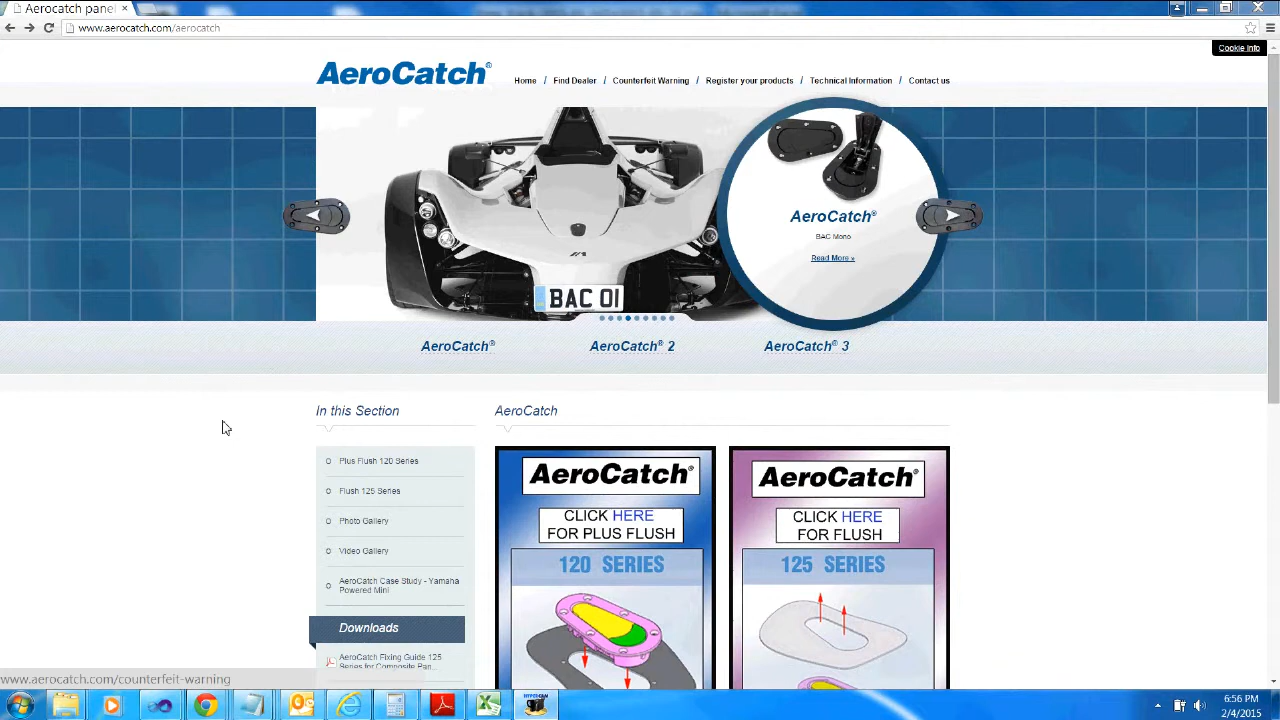 Aerocatch panel
www.aerocatch.com/aerocatch
Cookie Info
AeroCatch®
Home / Find Dealer / Counterfeit Warning / Register your products / Technical Information / Contact us
AeroCatch®
BAC Mono
Read More »
BAC 01
AeroCatch® AeroCatch® 2 AeroCatch® 3
In this Section
Plus Flush 120 Series
Flush 125 Series
Photo Gallery
Video Gallery
AeroCatch Case Study - Yamaha
Powered Mini
Downloads
AeroCatch Fixing Guide 125
Series for Composite Pan...
AeroCatch
AeroCatch®
CLICK HERE
FOR PLUS FLUSH
120 SERIES
AeroCatch®
CLICK HERE
FOR FLUSH
125 SERIES
www.aerocatch.com/counterfeit-warning
HYPERCAM
6:56 PM
2/4/2015